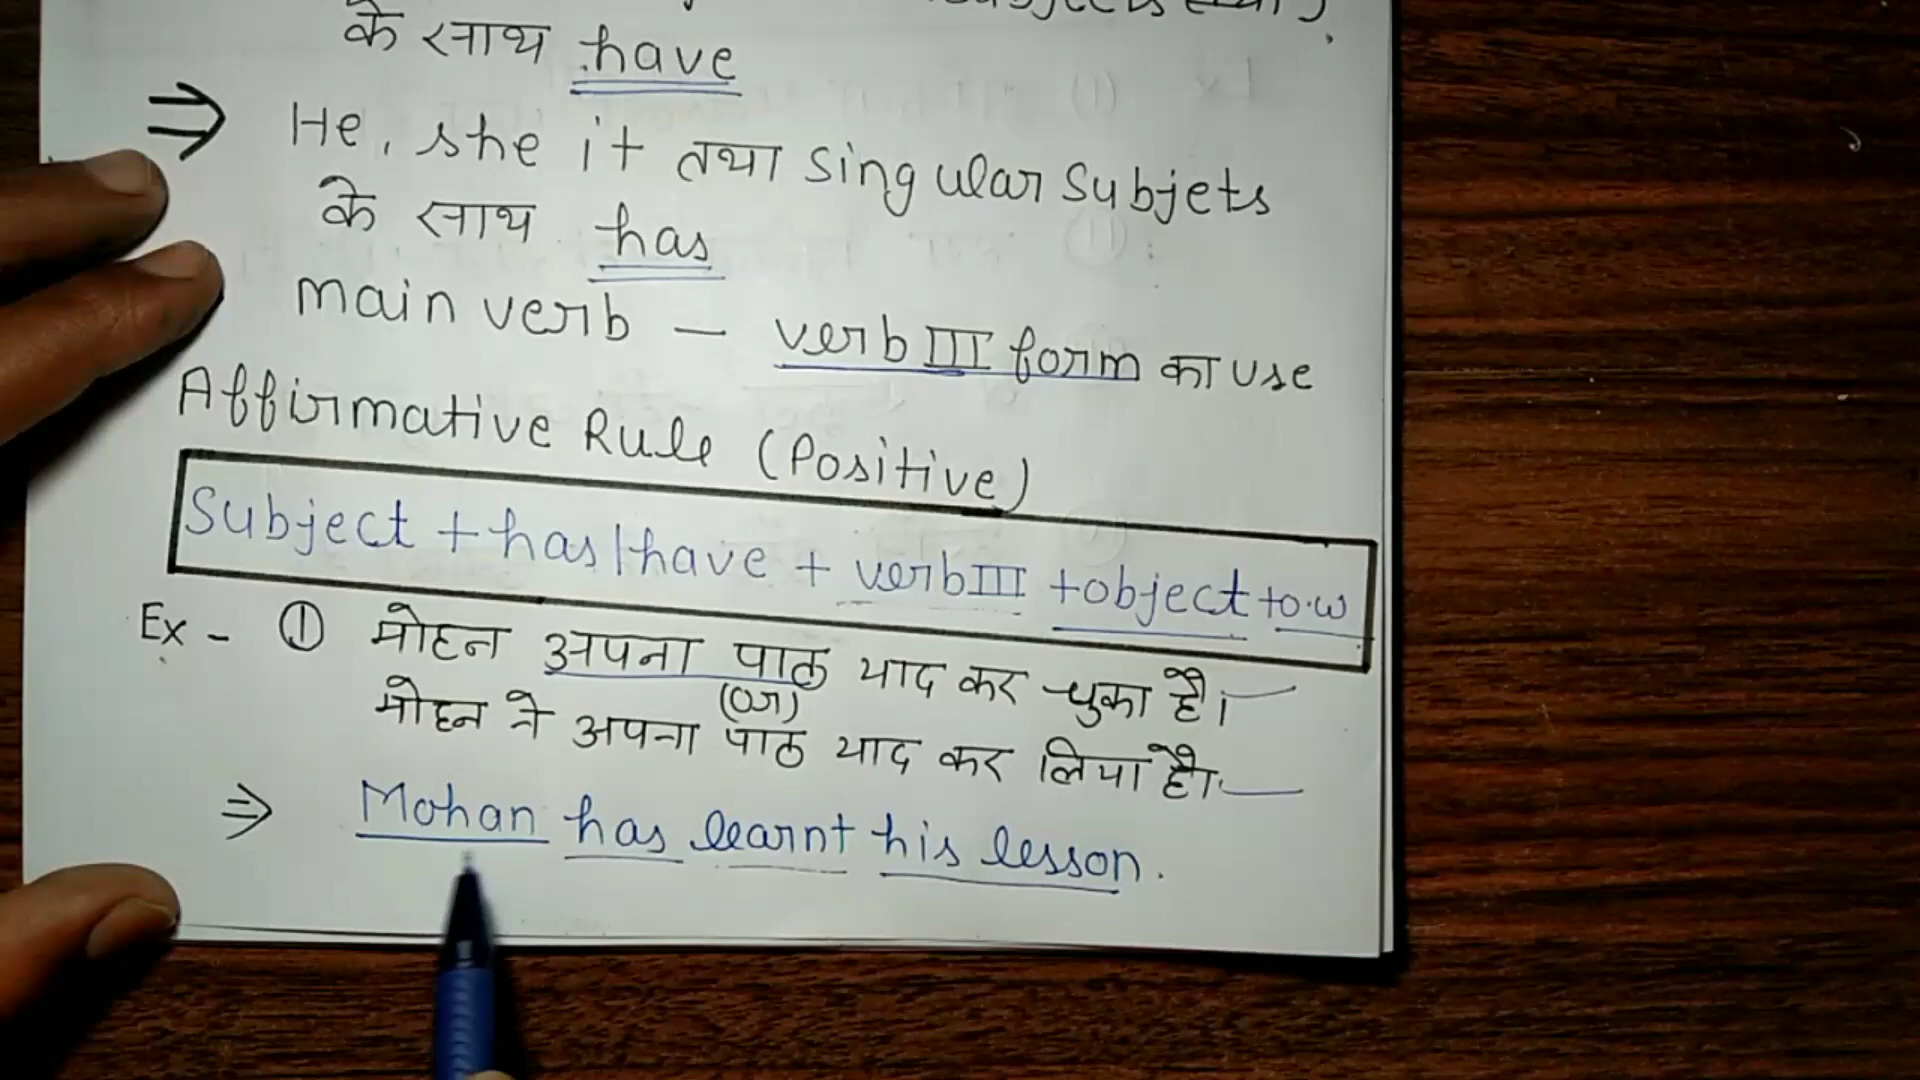 के साथ have
⇒ He, she it तथा singular subjets
के साथ has
main verb - verb III form का use
Affirmative Rule (Positive)
Subject + has/have + verb III + object + o.w
Ex - ① मोहन अपना पाठ याद कर चुका है।
(or)
मोहन ने अपना पाठ याद कर लिया है।
⇒ Mohan has learnt his lesson.